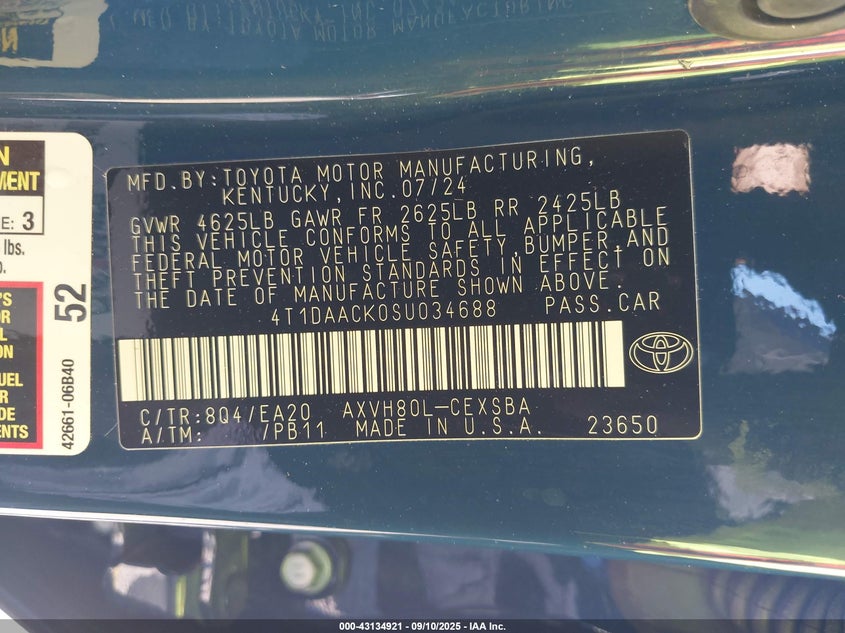 MFD.BY:TOYOTA MOTOR MANUFACTURING,
KENTUCKY,INC.07/24
GVWR 4625LB GAWR FR 2625LB RR 2425LB
THIS VEHICLE CONFORMS TO ALL APPLICABLE
FEDERAL MOTOR VEHICLE SAFETY,BUMPER,AND
THEFT PREVENTION STANDARDS IN EFFECT ON
THE DATE OF MANUFACTURE SHOWN ABOVE.
4T1DAACK0SU034688 PASS.CAR
C/TR:8Q4/EA20 AXVH80L-CEXSBA
A/TM: /PB11 MADE IN U.S.A. 23650
N
EMENT
E: 3
lbs.
52
42661-06B40
000-43134921 - 09/10/2025 - IAA Inc.